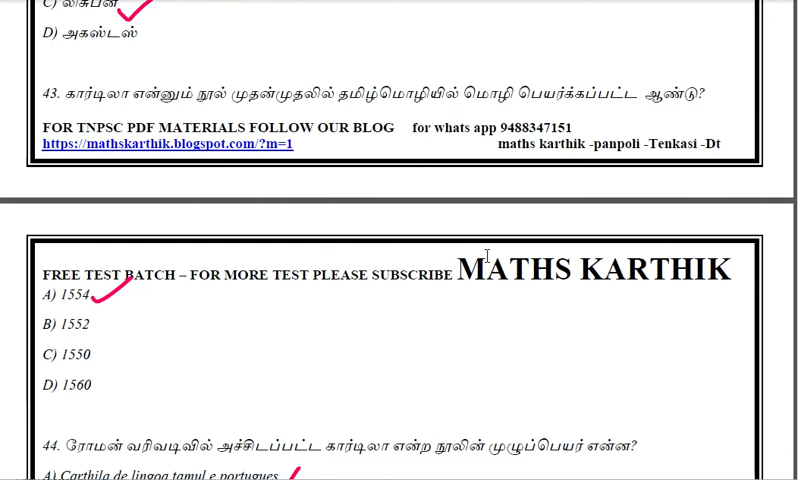 C) லிசுபன்
D) அகஸ்டஸ்
43. கார்டிலா என்னும் நூல் முதன்முதலில் தமிழ்மொழியில் மொழி பெயர்க்கப்பட்ட ஆண்டு?
FOR TNPSC PDF MATERIALS FOLLOW OUR BLOG for whats app 9488347151
https://mathskarthik.blogspot.com/?m=1 maths karthik -panpoli -Tenkasi -Dt
FREE TEST BATCH – FOR MORE TEST PLEASE SUBSCRIBE MATHS KARTHIK
A) 1554
B) 1552
C) 1550
D) 1560
44. ரோமன் வரிவடிவில் அச்சிடப்பட்ட கார்டிலா என்ற நூலின் முழுப்பெயர் என்ன?
A) Carthila de lingoa tamul e portugues